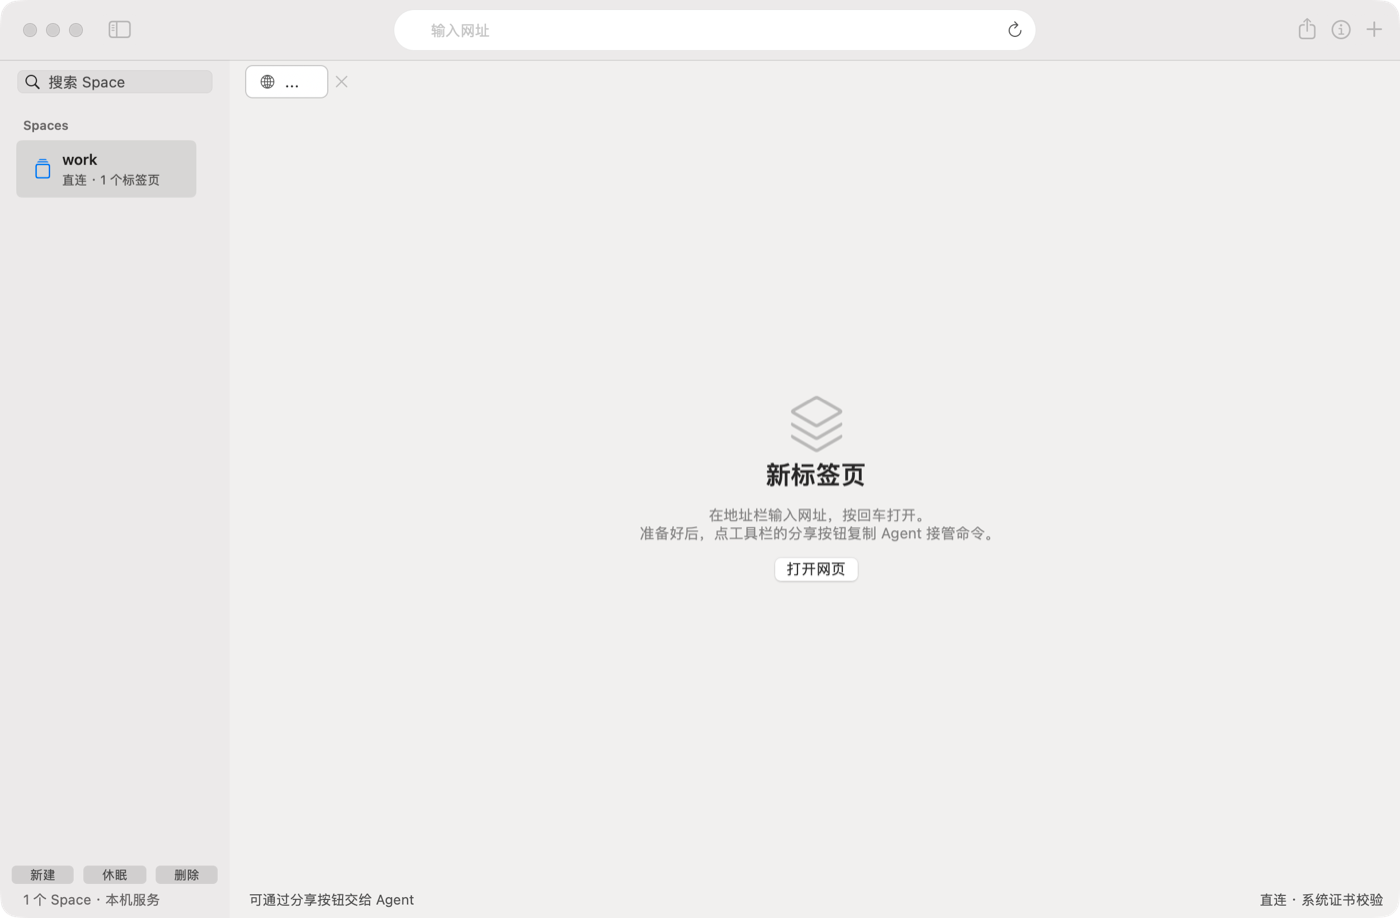 输入网址
搜索 Space
...
Spaces
work
直连 · 1 个标签页
新标签页
在地址栏输入网址，按回车打开。
准备好后，点工具栏的分享按钮复制 Agent 接管命令。
打开网页
新建
休眠
删除
1 个 Space · 本机服务
可通过分享按钮交给 Agent
直连 · 系统证书校验